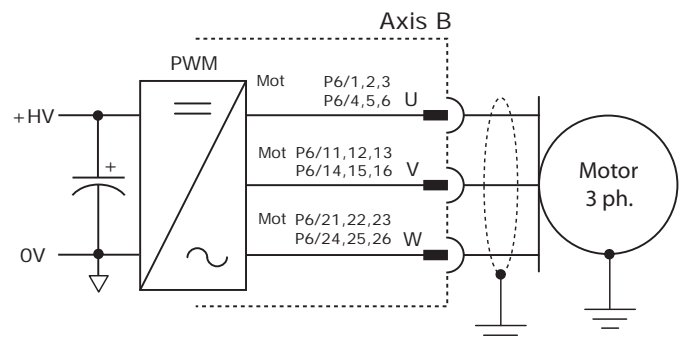 Axis B
PWM
Mot P6/1,2,3
P6/4,5,6 U
+HV
+
Mot P6/11,12,13
P6/14,15,16 V
Motor
3 ph.
Mot P6/21,22,23
P6/24,25,26 W
0V